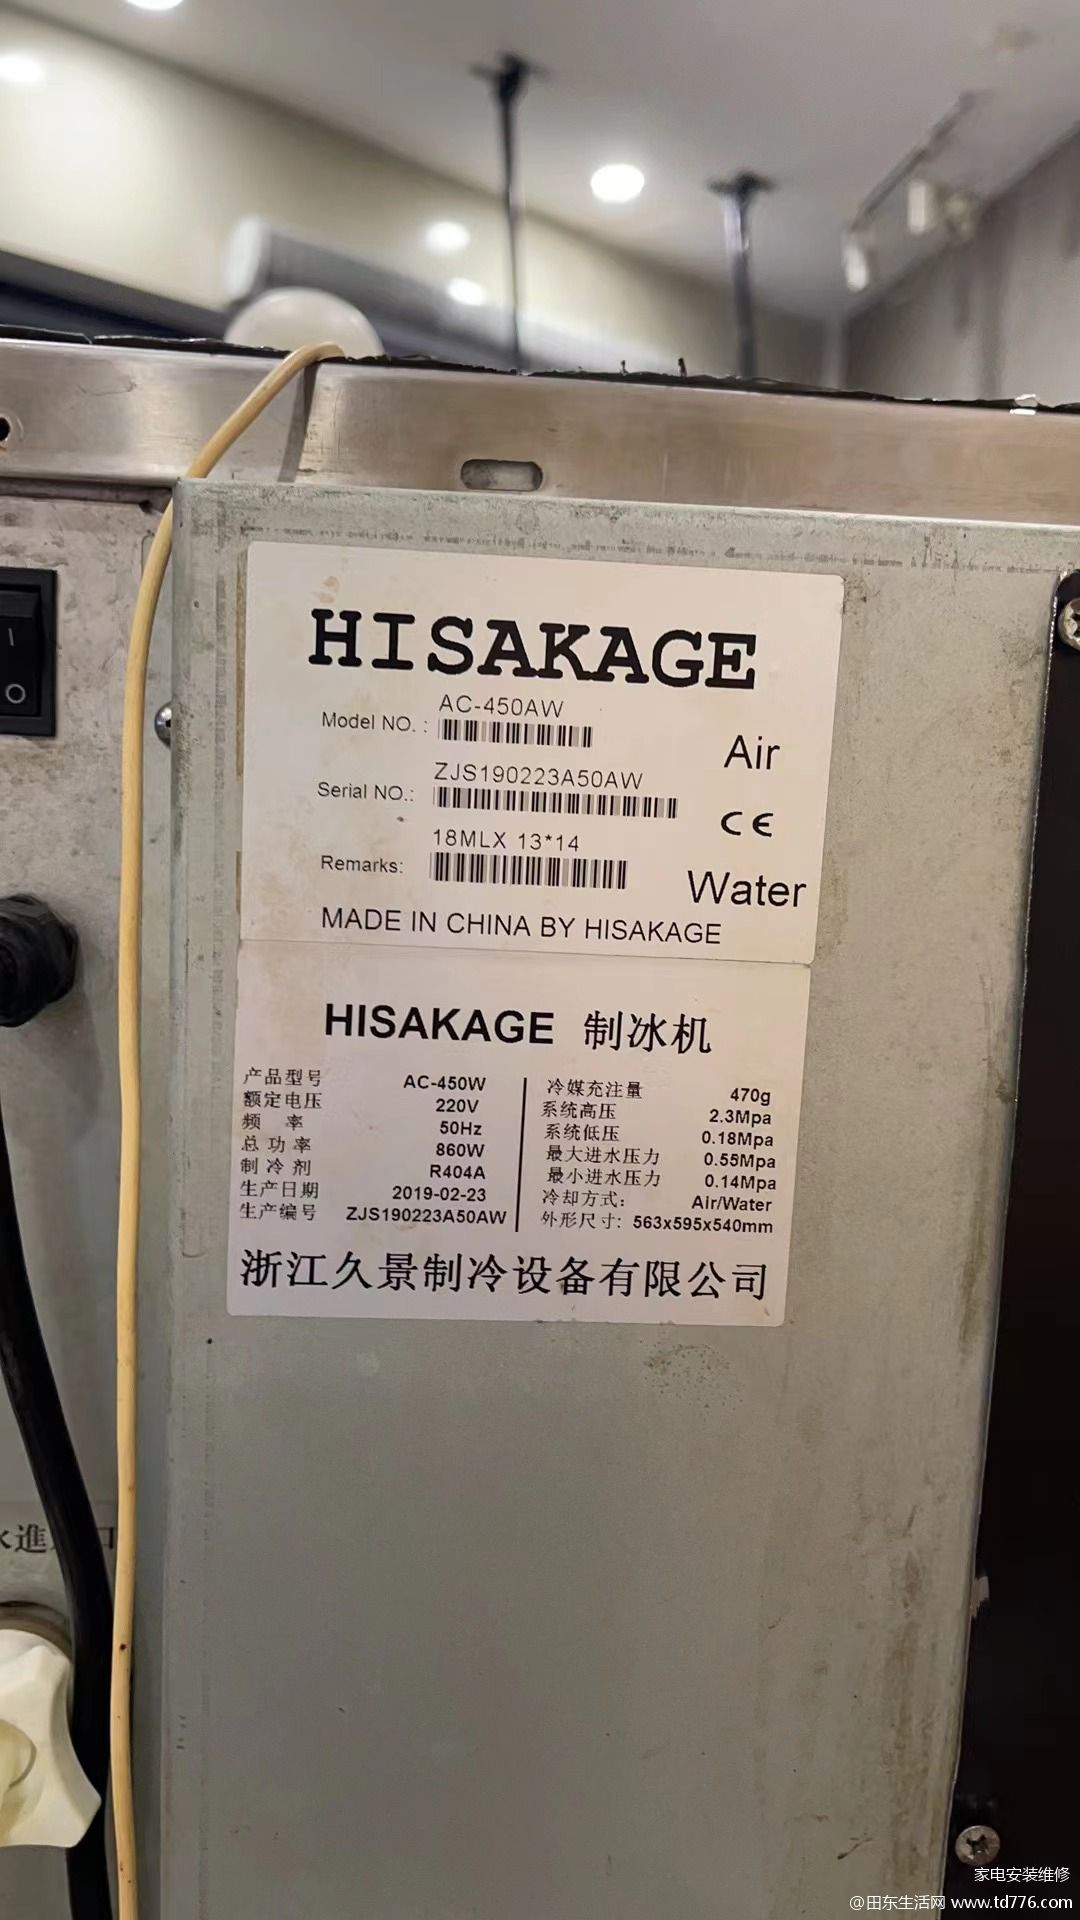 HISAKAGE
Model NO. : AC-450AW
Air
Serial NO.: ZJS190223A50AW
CE
Remarks: 18MLX 13*14
Water
MADE IN CHINA BY HISAKAGE
HISAKAGE 制冰机
产品型号 AC-450W
额定电压 220V
频 率 50Hz
总功率 860W
制冷剂 R404A
生产日期 2019-02-23
生产编号 ZJS190223A50AW
冷媒充注量 470g
系统高压 2.3Mpa
系统低压 0.18Mpa
最大进水压力 0.55Mpa
最小进水压力 0.14Mpa
冷却方式: Air/Water
外形尺寸: 563x595x540mm
浙江久景制冷设备有限公司
水進 口
家电安装维修
@田东生活网 www.td776.com